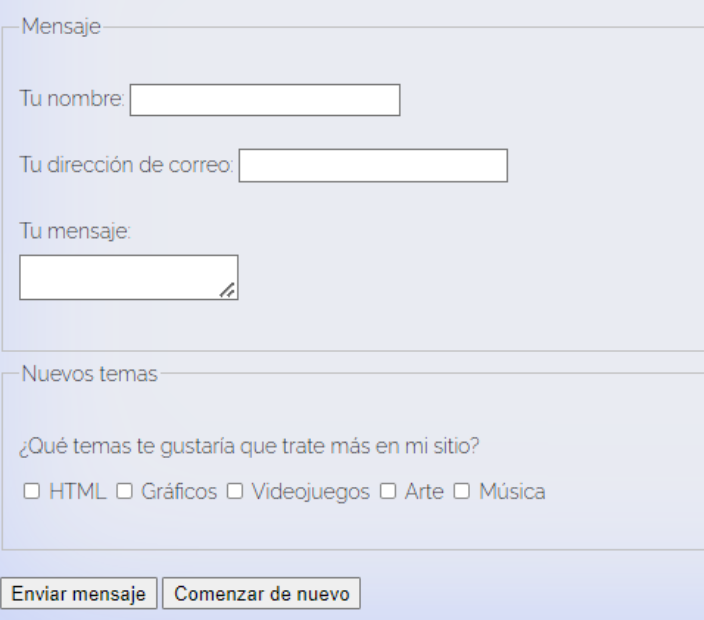 Mensaje
Tu nombre:
Tu dirección de correo:
Tu mensaje:
Nuevos temas
¿Qué temas te gustaría que trate más en mi sitio?
HTML Gráficos Videojuegos Arte Música
Enviar mensaje Comenzar de nuevo